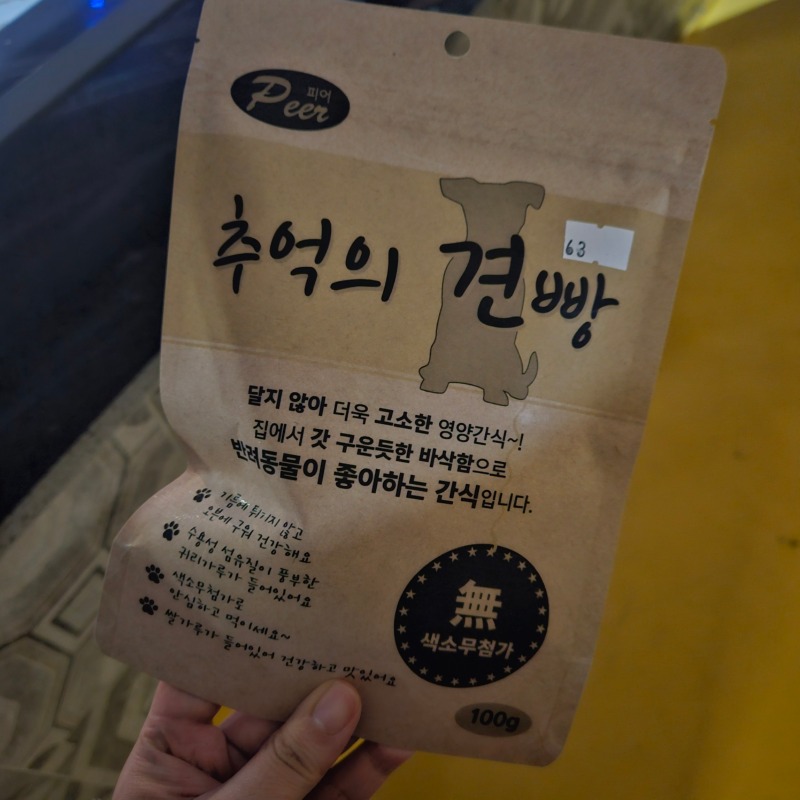 Peer 피어
63
추억의 견빵
달지 않아 더욱 고소한 영양간식~!
집에서 갓 구운듯한 바삭함으로
반려동물이 좋아하는 간식입니다.
기름에 튀기지 않고
오븐에 구워 건강해요
수용성 섬유질이 풍부한
귀리가루가 들어있어요
색소무첨가로
안심하고 먹이세요~
쌀가루가 들어있어 건강하고 맛있어요
無
색소무첨가
100g